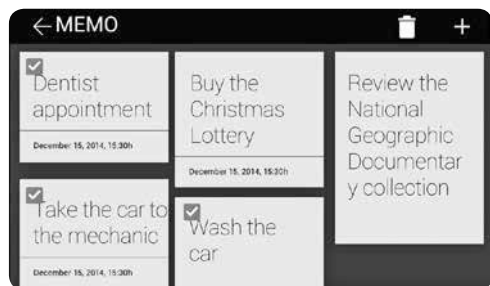 MEMO
Dentist
appointment
December 15, 2014, 15:30h
Buy the
Christmas
Lottery
December 15, 2014, 15:30h
Review the
National
Geographic
Documentar
y collection
Take the car to
the mechanic
December 15, 2014, 15:30h
Wash the
car